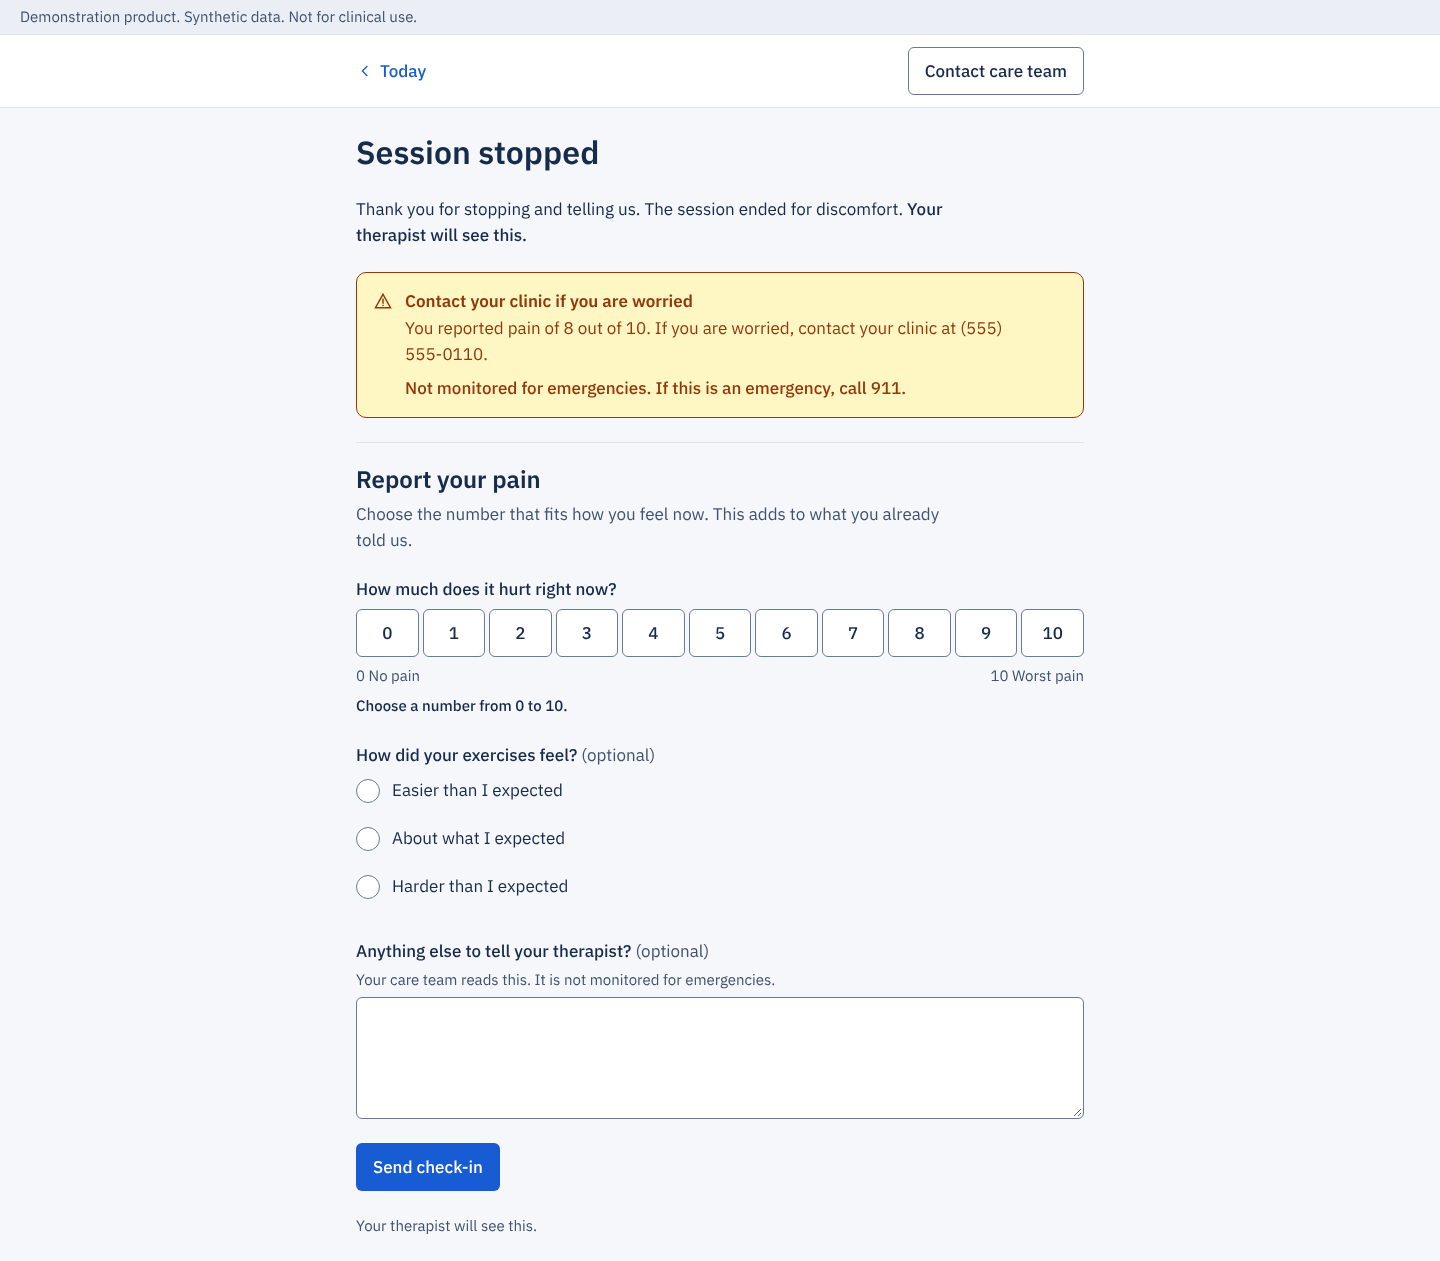 Demonstration product. Synthetic data. Not for clinical use.
Today
Contact care team
Session stopped
Thank you for stopping and telling us. The session ended for discomfort. Your
therapist will see this.
Contact your clinic if you are worried
You reported pain of 8 out of 10. If you are worried, contact your clinic at (555)
555-0110.
Not monitored for emergencies. If this is an emergency, call 911.
Report your pain
Choose the number that fits how you feel now. This adds to what you already
told us.
How much does it hurt right now?
0 1 2 3 4 5 6 7 8 9 10
0 No pain 10 Worst pain
Choose a number from 0 to 10.
How did your exercises feel? (optional)
Easier than I expected
About what I expected
Harder than I expected
Anything else to tell your therapist? (optional)
Your care team reads this. It is not monitored for emergencies.
Send check-in
Your therapist will see this.